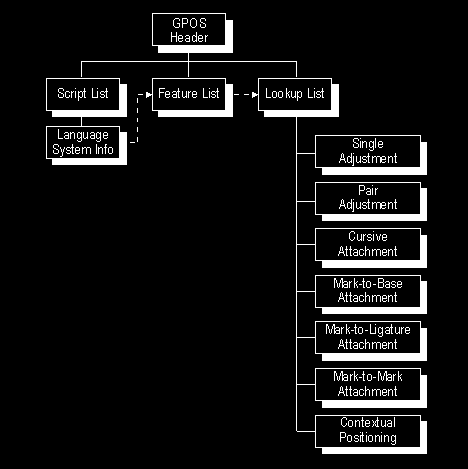 GPOS
Header
Script List
Feature List
Lookup List
Language
System Info
Single
Adjustment
Pair
Adjustment
Cursive
Attachment
Mark-to-Base
Attachment
Mark-to-Ligature
Attachment
Mark-to-Mark
Attachment
Contextual
Positioning